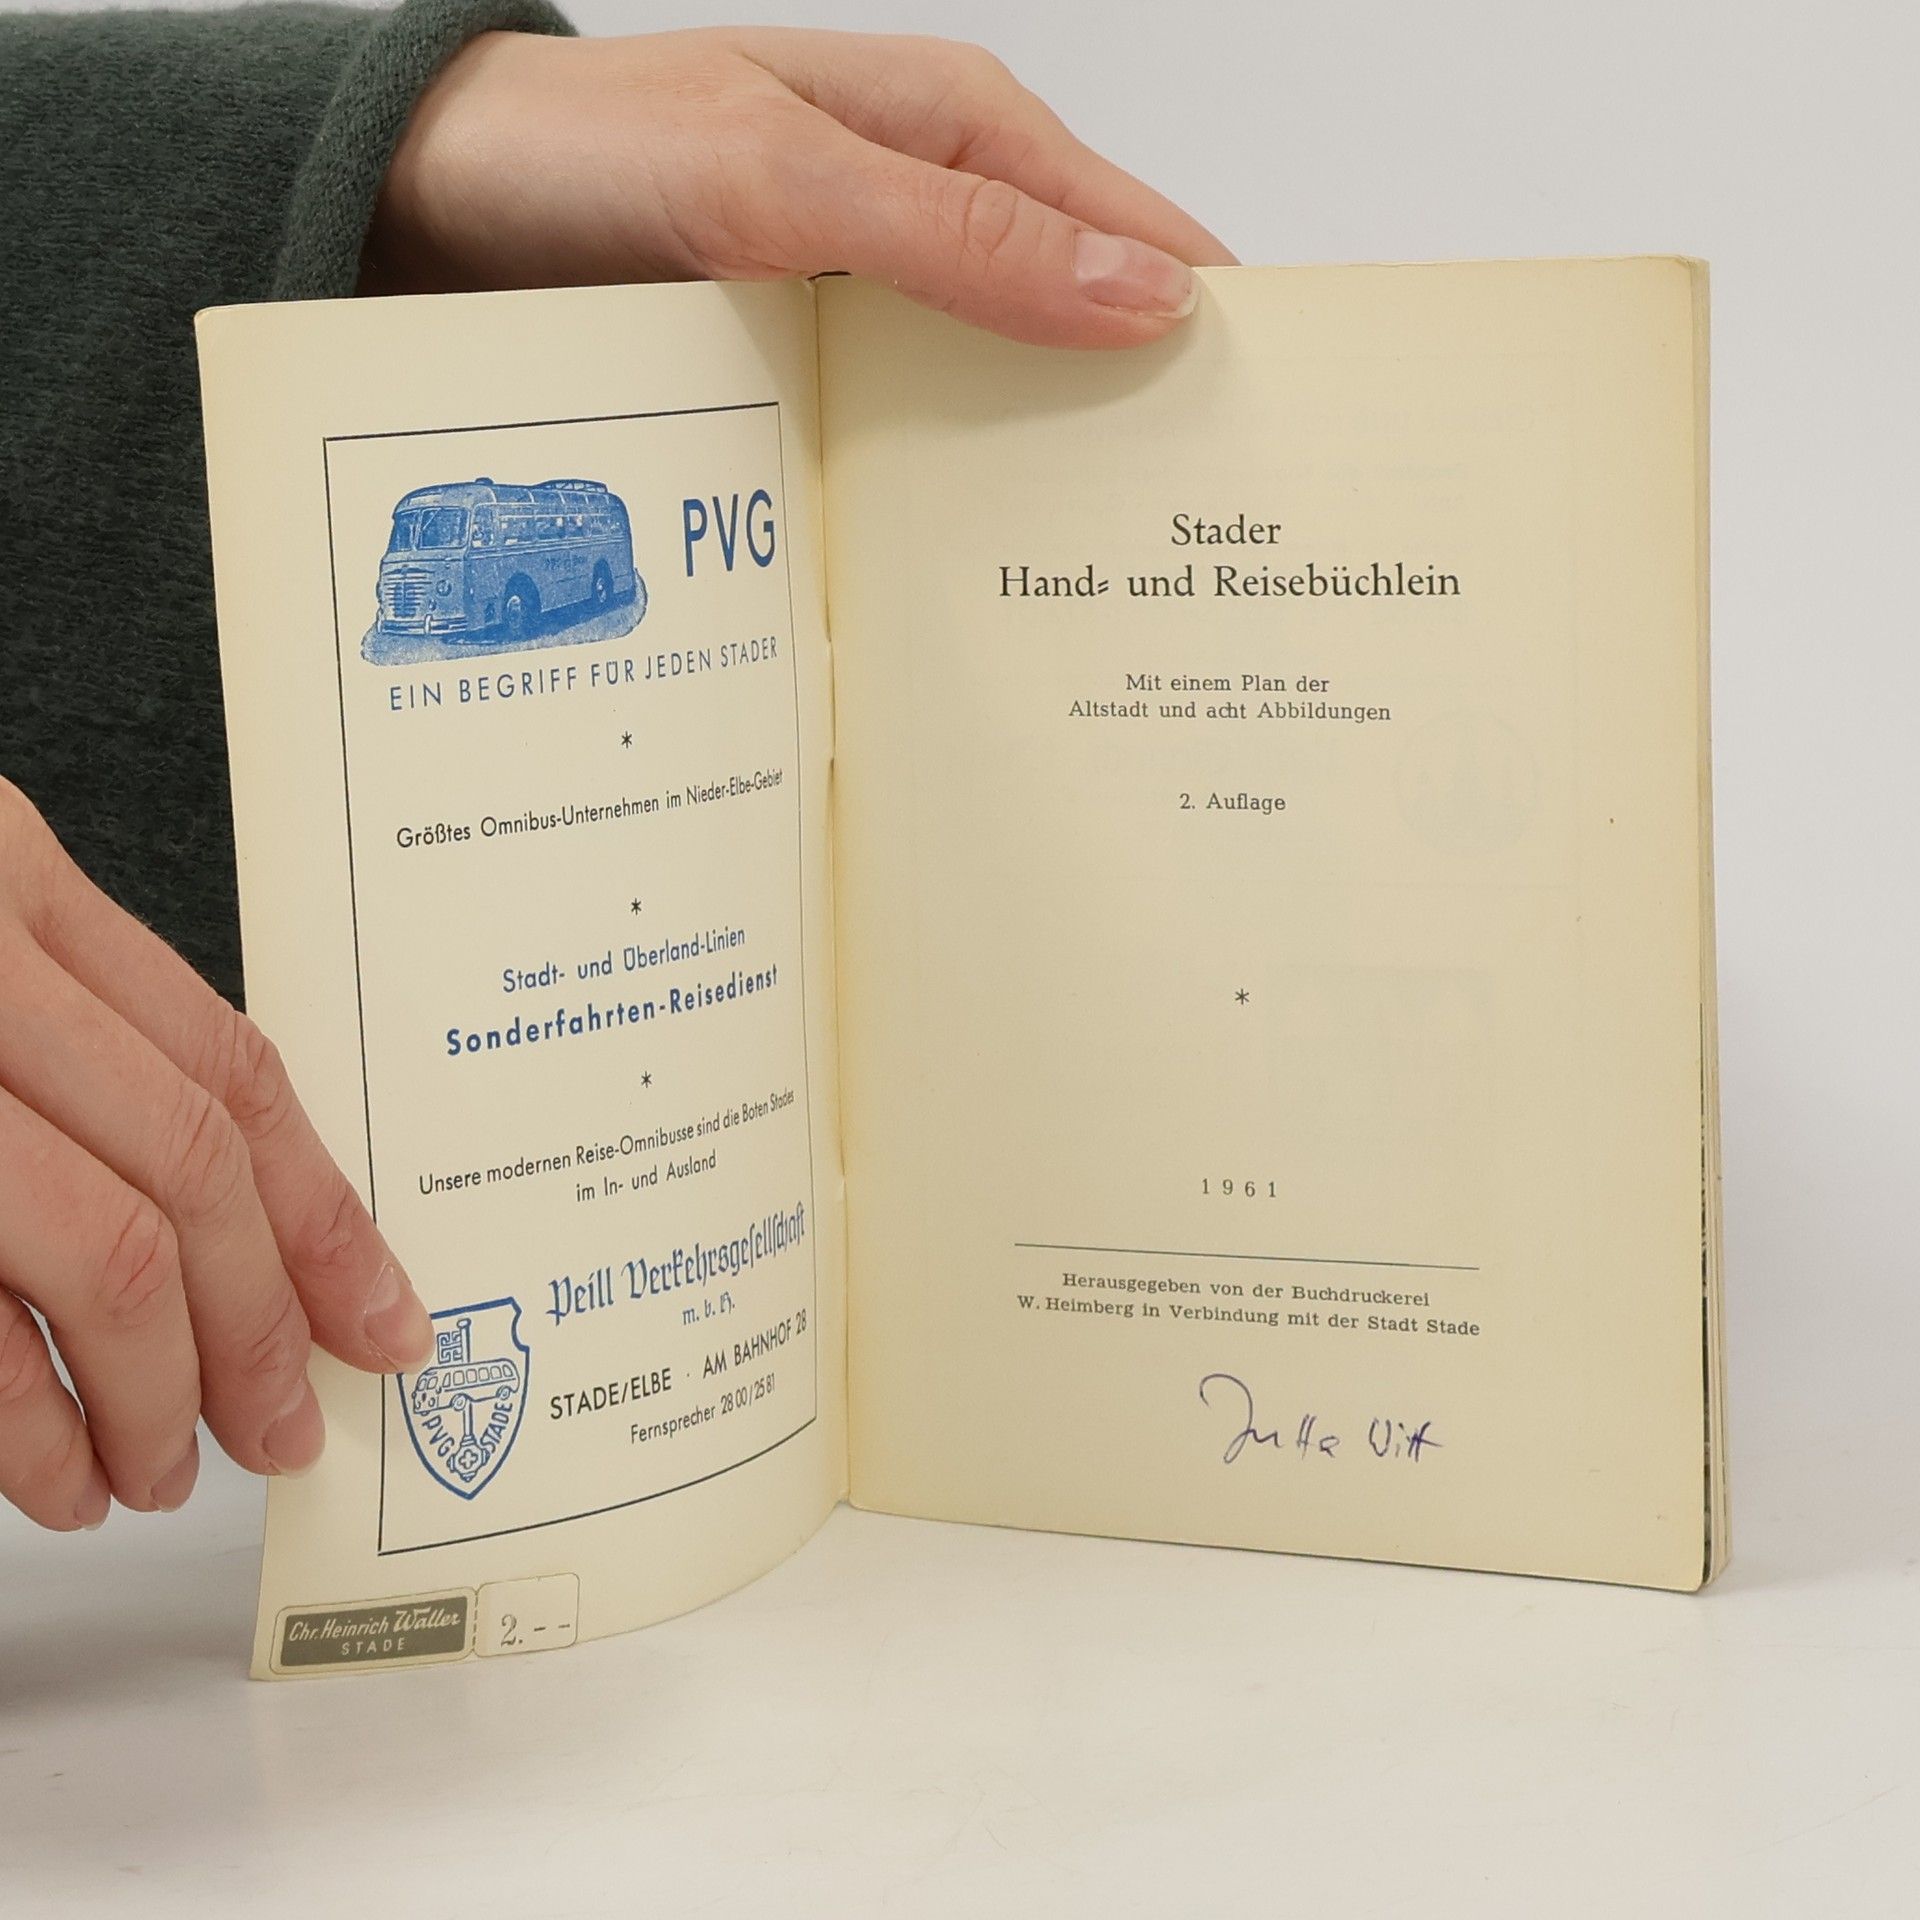 PVG
EIN BEGRIFF FÜR JEDEN STADER
*
Größtes Omnibus-Unternehmen im Nieder-Elbe-Gebiet
*
Stadt- und Überland-Linien
Sonderfahrten-Reisedienst
*
Unsere modernen Reise-Omnibusse sind die Boten Stades
im In- und Ausland
Peill Verkehrsgesellschaft
m. b. H.
STADE/ELBE · AM BAHNHOF 28
Fernsprecher 28 00 / 25 81
PVG STADE
Chr. Heinrich Waller
STADE
2.--
Stader
Hand- und Reisebüchlein
Mit einem Plan der
Altstadt und acht Abbildungen
2. Auflage
*
1961
Herausgegeben von der Buchdruckerei
W. Heimberg in Verbindung mit der Stadt Stade
Jutta Witt